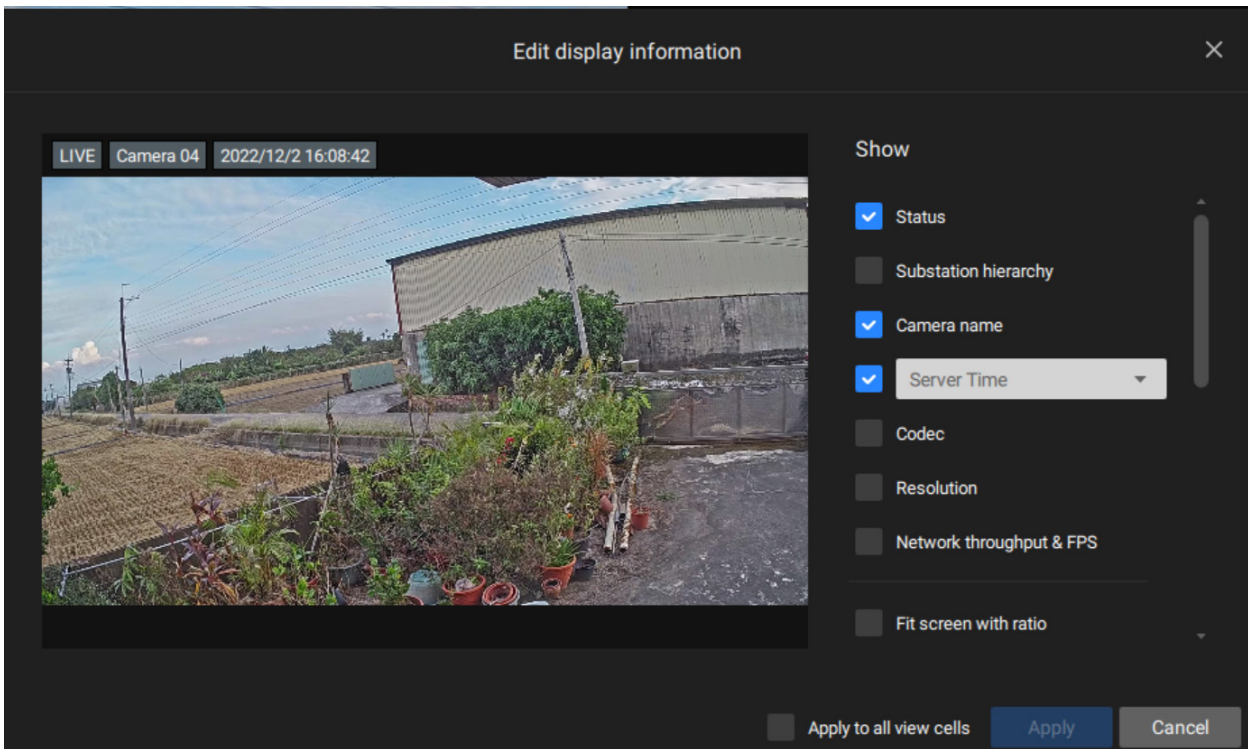 Edit display information
LIVE Camera 04 2022/12/2 16:08:42
Show
Status
Substation hierarchy
Camera name
Server Time
Codec
Resolution
Network throughput & FPS
Fit screen with ratio
Apply to all view cells Apply Cancel